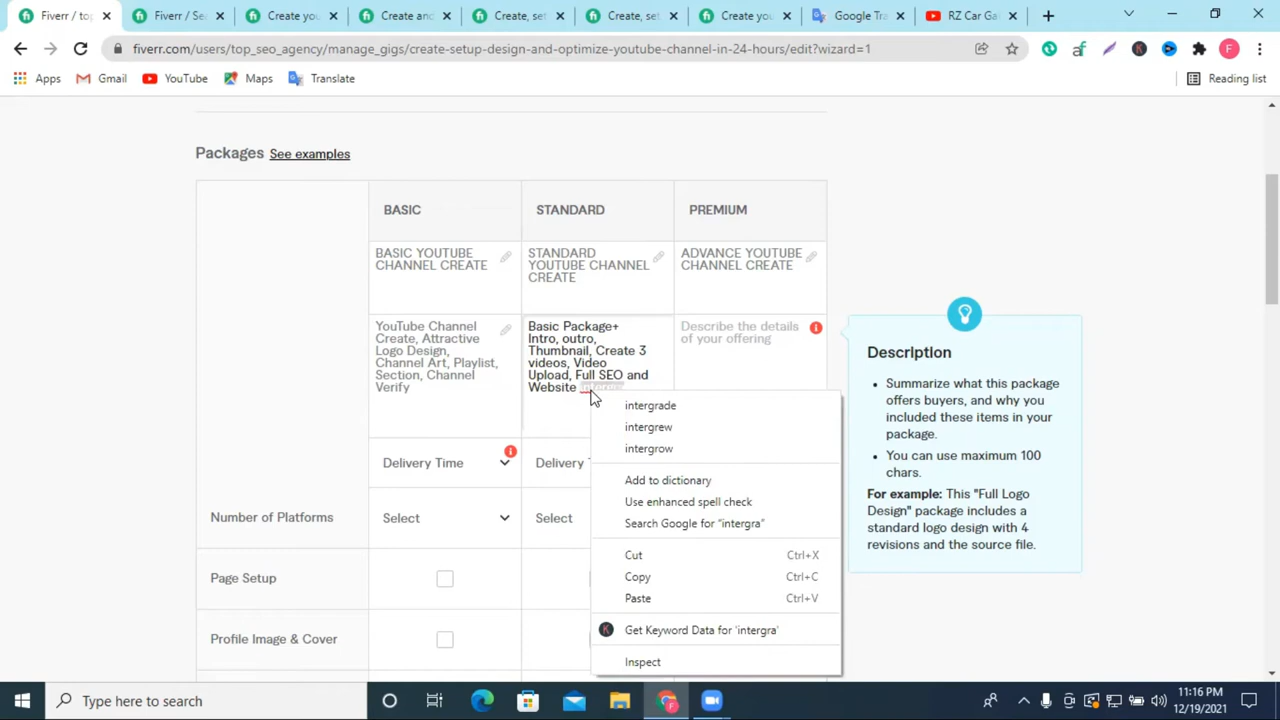 Fiverr / top
Fiverr / Se
Create you
Create and
Create, set
Create, set
Create you
Google Tra
RZ Car Ga
fiverr.com/users/top_seo_agency/manage_gigs/create-setup-design-and-optimize-youtube-channel-in-24-hours/edit?wizard=1
Apps
Gmail
YouTube
Maps
Translate
Reading list
Packages See examples
BASIC
STANDARD
PREMIUM
BASIC YOUTUBE
CHANNEL CREATE
STANDARD
YOUTUBE CHANNEL
CREATE
ADVANCE YOUTUBE
CHANNEL CREATE
YouTube Channel
Create, Attractive
Logo Design,
Channel Art, Playlist,
Section, Channel
Verify
Basic Package+
Intro, outro,
Thumbnail, Create 3
videos, Video
Upload, Full SEO and
Website
Describe the details
of your offering
Description
Summarize what this package
offers buyers, and why you
included these items in your
package.
You can use maximum 100
chars.
For example: This "Full Logo
Design" package includes a
standard logo design with 4
revisions and the source file.
intergrade
intergrew
intergrow
Add to dictionary
Use enhanced spell check
Search Google for "intergra"
Cut Ctrl+X
Copy Ctrl+C
Paste Ctrl+V
Get Keyword Data for 'intergra'
Inspect
Delivery Time
Delivery
Number of Platforms
Select
Select
Page Setup
Profile Image & Cover
Type here to search
11:16 PM
12/19/2021